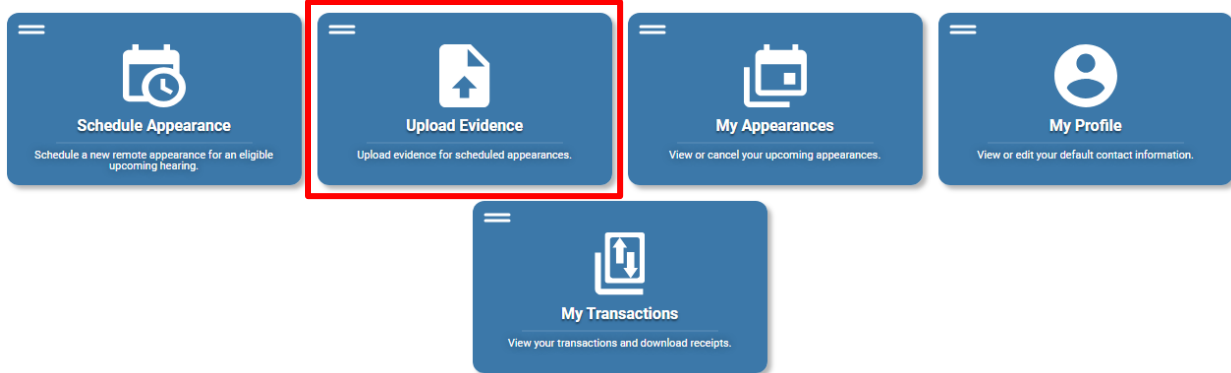 Schedule Appearance
Schedule a new remote appearance for an eligible
upcoming hearing.
Upload Evidence
Upload evidence for scheduled appearances.
My Appearances
View or cancel your upcoming appearances.
My Profile
View or edit your default contact information.
My Transactions
View your transactions and download receipts.